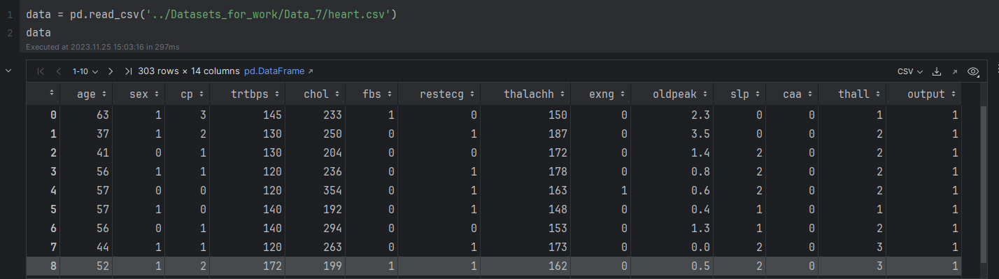 1 data = pd.read_csv('../Datasets_for_work/Data_7/heart.csv')
2 data
Executed at 2023.11.25 15:03:16 in 297ms
1-10 303 rows × 14 columns pd.DataFrame CSV
age sex cp trtbps chol fbs restecg thalachh exng oldpeak slp caa thall output
0 63 1 3 145 233 1 0 150 0 2.3 0 0 1 1
1 37 1 2 130 250 0 1 187 0 3.5 0 0 2 1
2 41 0 1 130 204 0 0 172 0 1.4 2 0 2 1
3 56 1 1 120 236 0 1 178 0 0.8 2 0 2 1
4 57 0 0 120 354 0 1 163 1 0.6 2 0 2 1
5 57 1 0 140 192 0 1 148 0 0.4 1 0 1 1
6 56 0 1 140 294 0 0 153 0 1.3 1 0 2 1
7 44 1 1 120 263 0 1 173 0 0.0 2 0 3 1
8 52 1 2 172 199 1 1 162 0 0.5 2 0 3 1